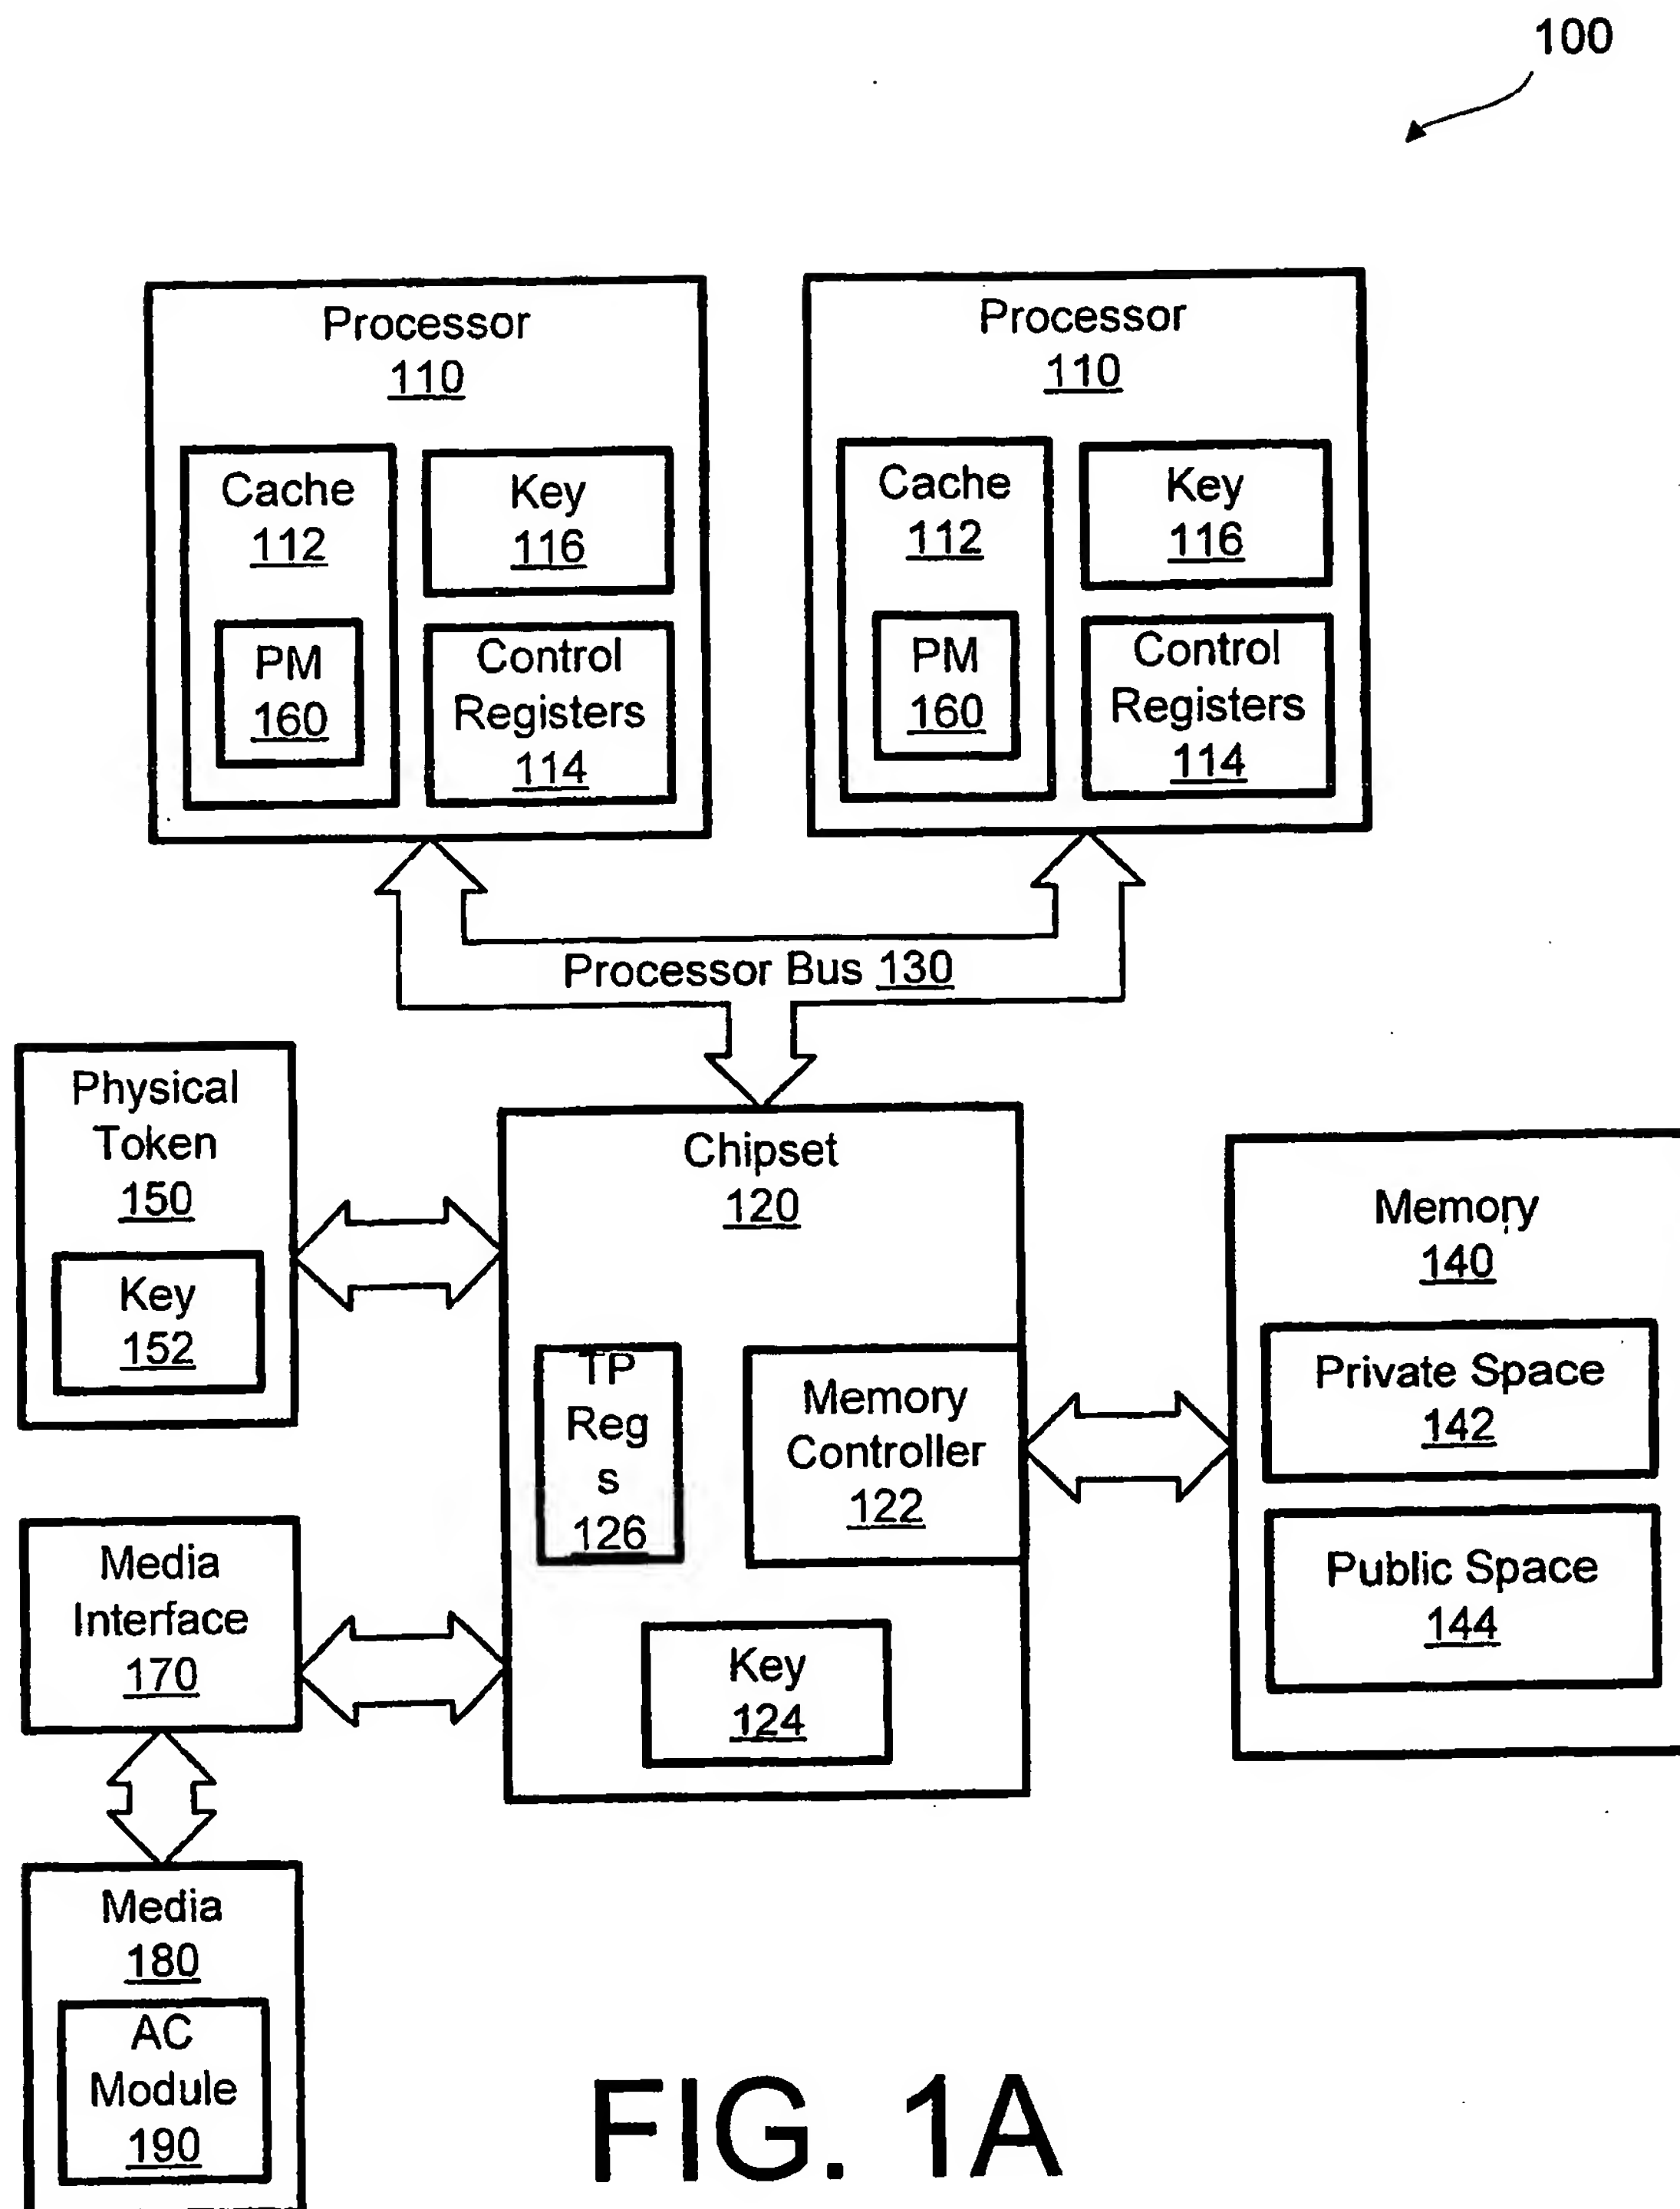 100
Processor
110
Cache
112
PM
160
Key
116
Control
Registers
114
Processor
110
Cache
112
PM
160
Key
116
Control
Registers
114
Processor Bus 130
Physical
Token
150
Key
152
Chipset
120
TP
Reg
s
126
Memory
Controller
122
Key
124
Memory
140
Private Space
142
Public Space
144
Media
Interface
170
Media
180
AC
Module
190
FIG. 1A